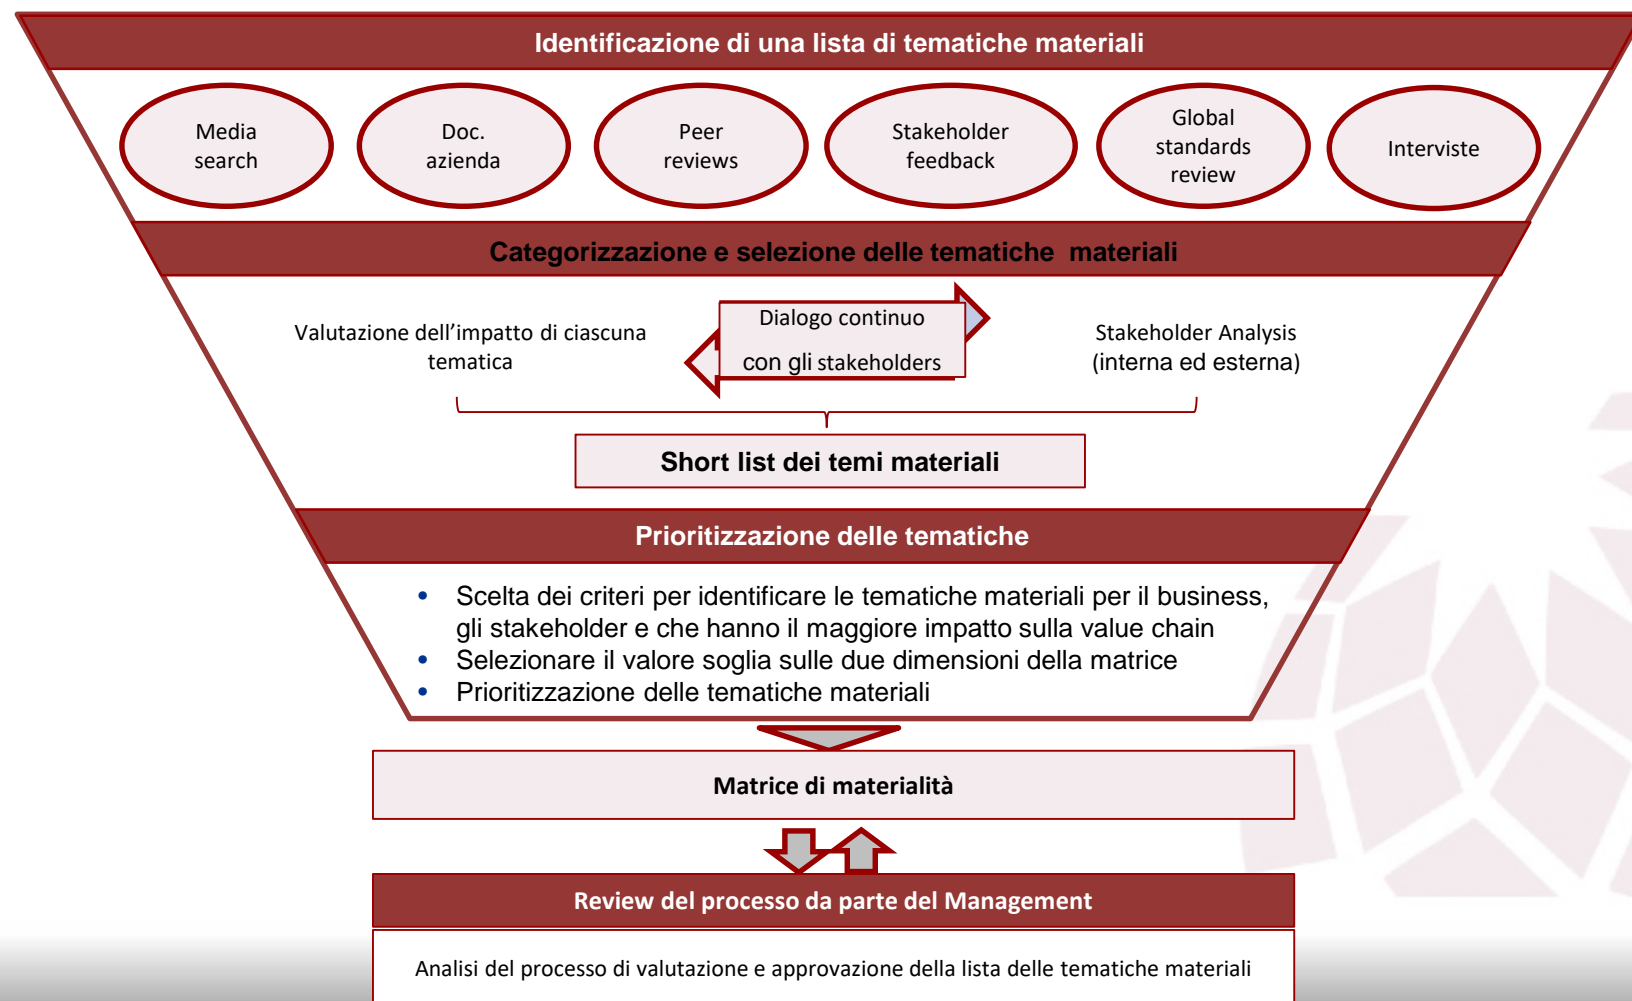 Identificazione di una lista di tematiche materiali
Media
search
Doc.
azienda
Peer
reviews
Stakeholder
feedback
Global
standards
review
Interviste
Categorizzazione e selezione delle tematiche  materiali
Valutazione dell’impatto di ciascuna
tematica
Dialogo continuo
con gli stakeholders
Stakeholder Analysis
(interna ed esterna)
Short list dei temi materiali
Prioritizzazione delle tematiche
• Scelta dei criteri per identificare le tematiche materiali per il business,
gli stakeholder e che hanno il maggiore impatto sulla value chain
• Selezionare il valore soglia sulle due dimensioni della matrice
• Prioritizzazione delle tematiche materiali
Matrice di materialità
Review del processo da parte del Management
Analisi del processo di valutazione e approvazione della lista delle tematiche materiali